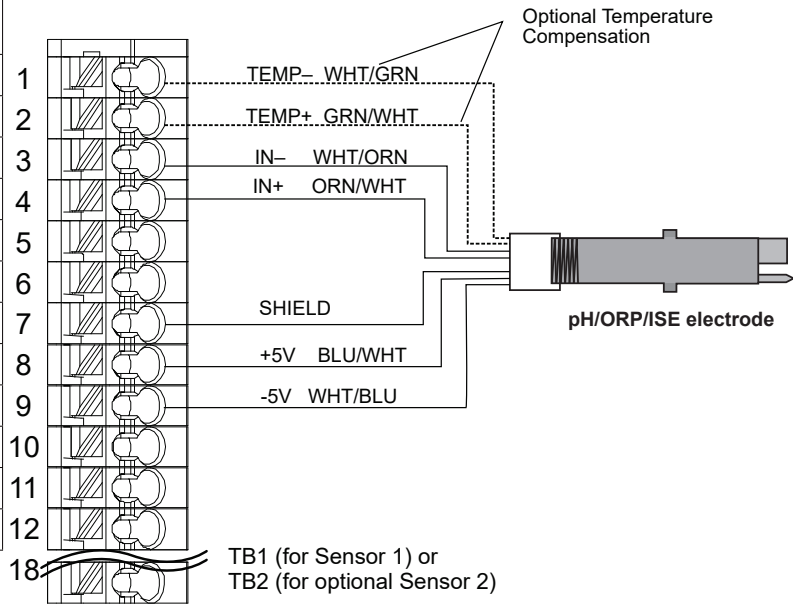 Optional Temperature
Compensation
1 TEMP– WHT/GRN
2 TEMP+ GRN/WHT
3 IN– WHT/ORN
4 IN+ ORN/WHT
5
6
7 SHIELD
pH/ORP/ISE electrode
8 +5V BLU/WHT
9 -5V WHT/BLU
10
11
12
18
TB1 (for Sensor 1) or
TB2 (for optional Sensor 2)